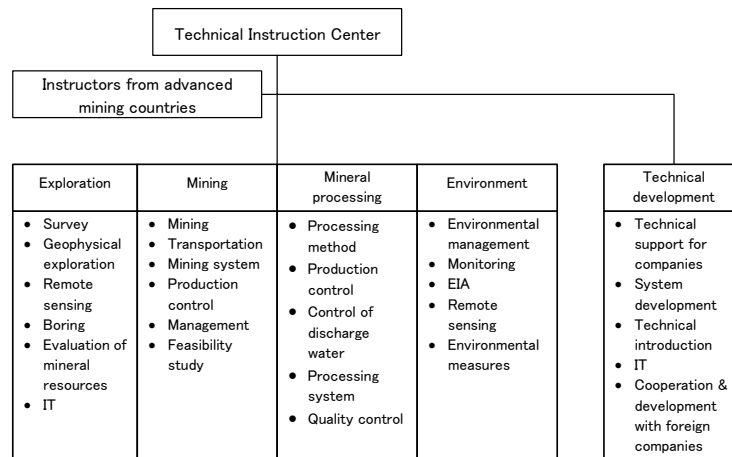 Technical Instruction Center
Instructors from advanced
mining countries
Exploration
• Survey
• Geophysical
exploration
• Remote
sensing
• Boring
• Evaluation of
mineral
resources
• IT
Mining
• Mining
• Transportation
• Mining system
• Production
control
• Management
• Feasibility
study
Mineral
processing
• Processing
method
• Production
control
• Control of
discharge
water
• Processing
system
• Quality control
Environment
• Environmental
management
• Monitoring
• EIA
• Remote
sensing
• Environmental
measures
Technical
development
• Technical
support for
companies
• System
development
• Technical
introduction
• IT
• Cooperation &
development
with foreign
companies